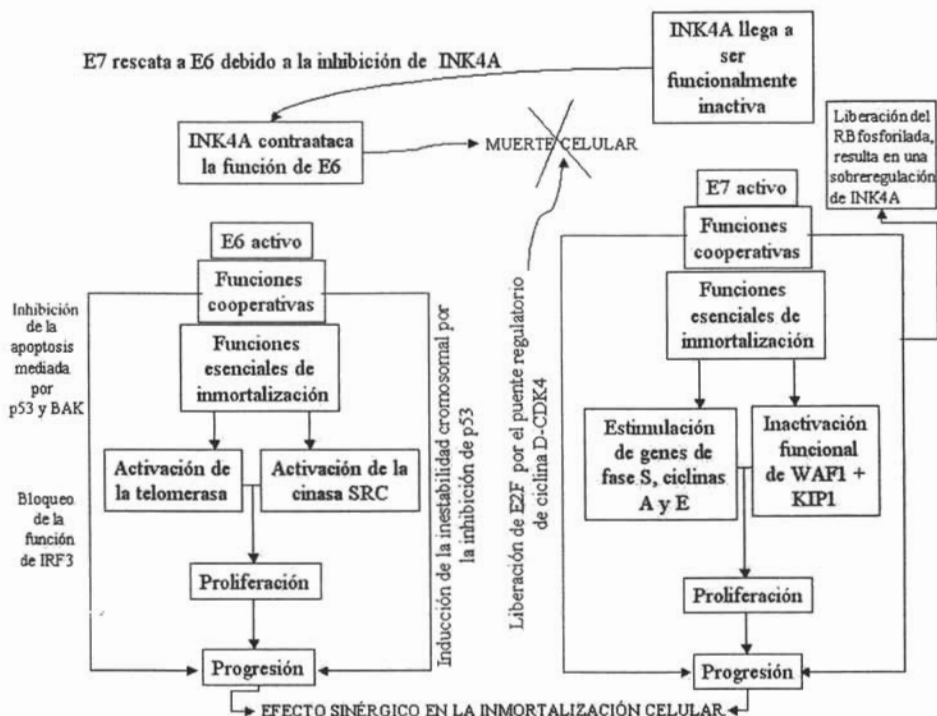 E7 rescata a E6 debido a la inhibición de INK4A
INK4A llega a
ser
funcionalmente
inactiva
INK4A contraataca
la función de E6
MUERTE CELULAR
Liberación del
RB fosforilada,
resulta en una
sobreregulación
de INK4A
E6 activo
Funciones
cooperativas
Funciones
esenciales de
inmortalización
Inhibición
de la
apoptosis
mediada
por
p53 y BAK
Activación de
la telomerasa
Activación de la
cinasa SRC
Bloqueo
de la
función
de IRF3
Proliferación
Progresión
Inducción de la inestabilidad cromosomal por
la inhibición de p53
Liberación de E2F por el puente regulatorio
de ciclina D-CDK4
E7 activo
Funciones
cooperativas
Funciones
esenciales de
inmortalización
Estimulación
de genes de
fase S, ciclinas
A y E
Inactivación
funcional
de WAF1 +
KIP1
Proliferación
Progresión
EFECTO SINÉRGICO EN LA INMORTALIZACIÓN CELULAR